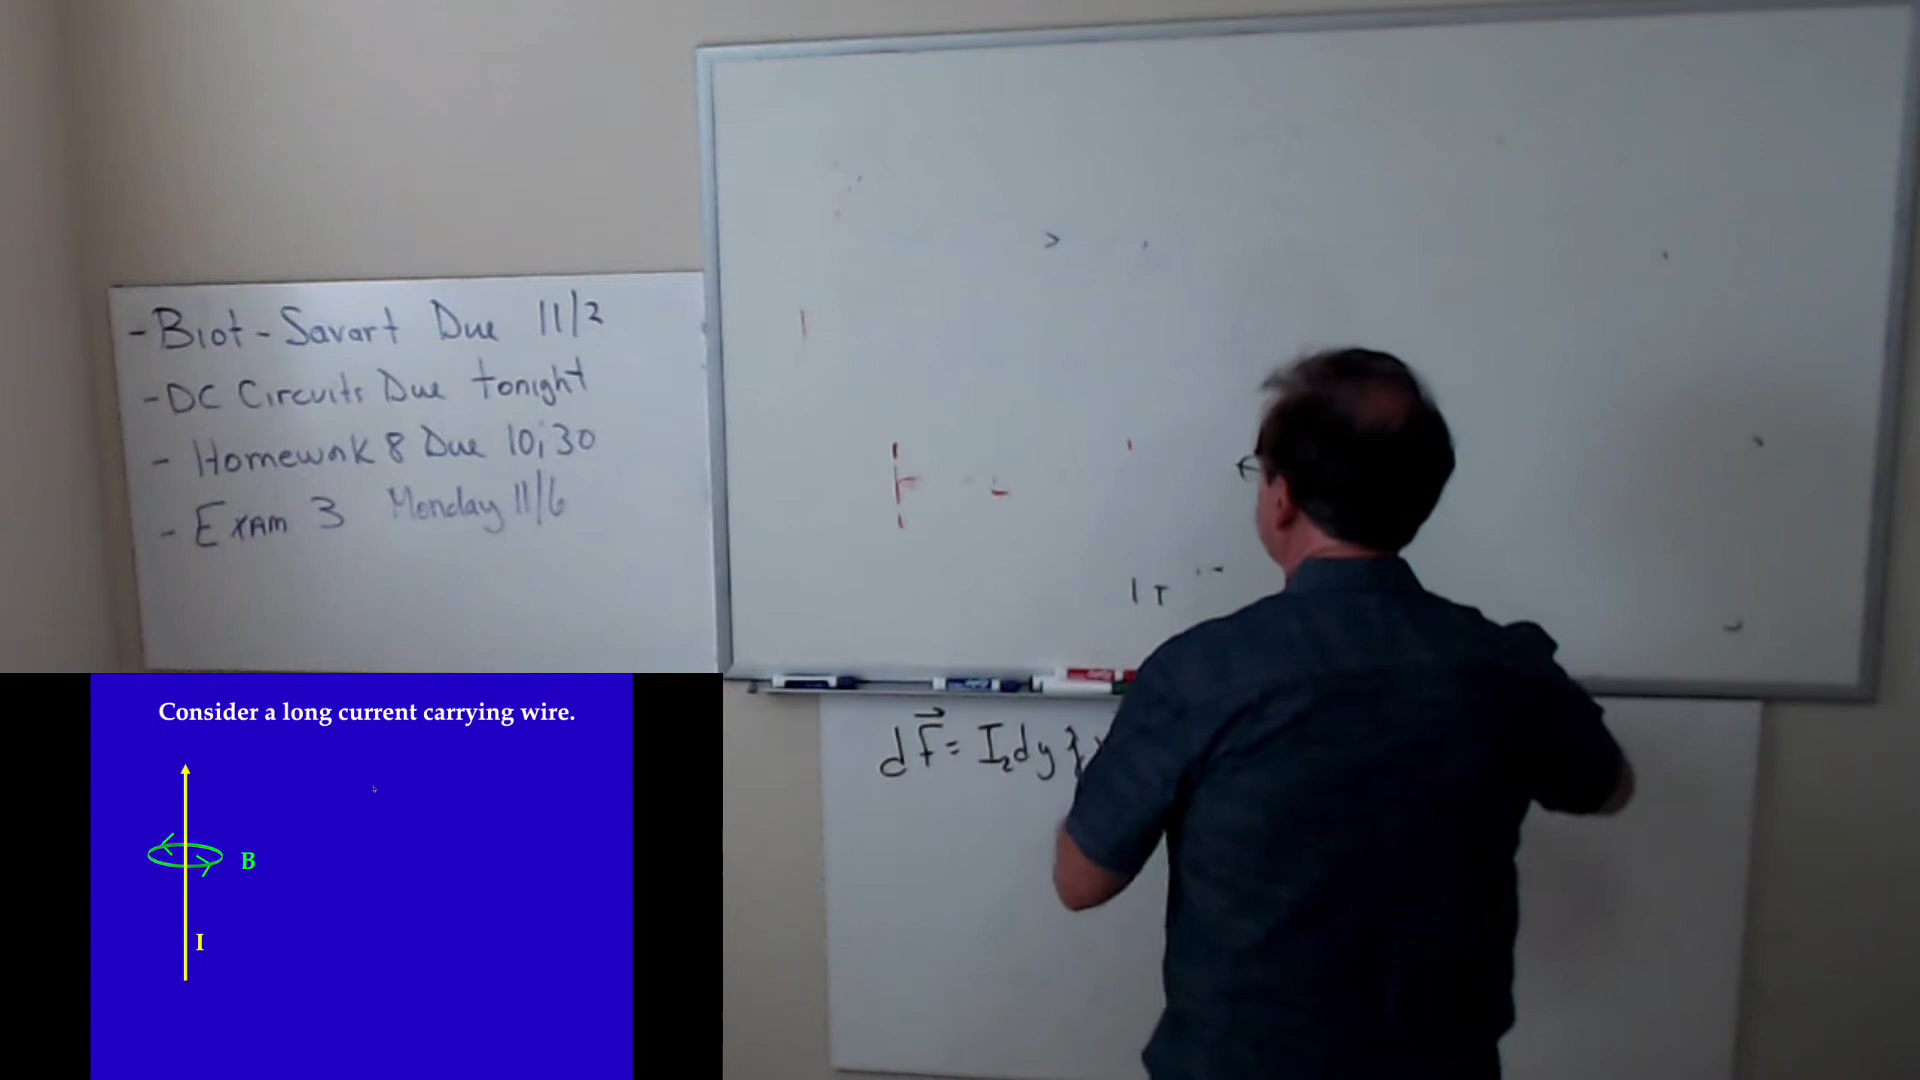 - Biot-Savart Due 11/2
- DC Circuits Due tonight
- Homework 8 Due 10:30
- Exam 3 Monday 11/6
dF = I₂dy }
Consider a long current carrying wire.
B
I